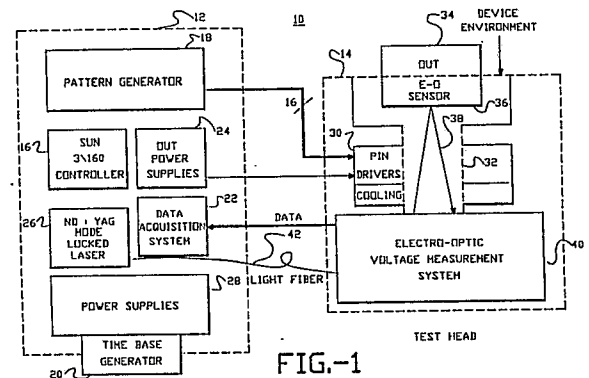 12
10
18
PATTERN GENERATOR
16
SUN
3\160
CONTROLLER
24
DUT
POWER
SUPPLIES
26
ND : YAG
MODE
LOCKED
LASER
22
DATA
ACQUISITION
SYSTEM
28
POWER SUPPLIES
TIME BASE
GENERATOR
20
16
DATA
42
LIGHT FIBER
34
DEVICE
ENVIRONMENT
14
DUT
E-O
SENSOR
36
30
38
PIN
DRIVERS
COOLING
32
ELECTRO-OPTIC
VOLTAGE MEASUREMENT
SYSTEM
40
TEST HEAD
FIG.-1